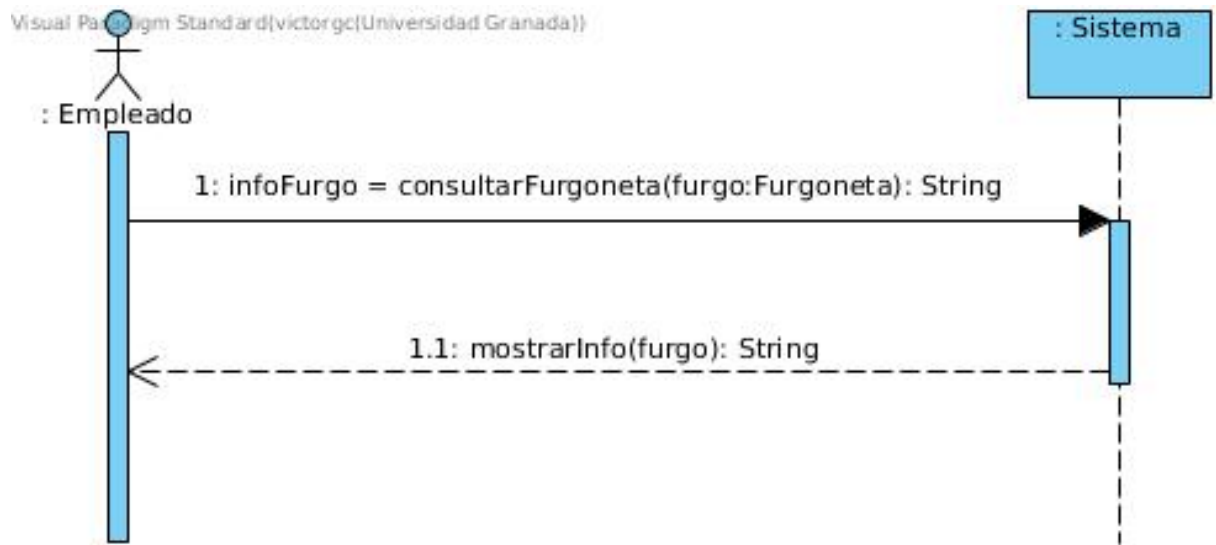 Visual Paradigm Standard(victorgc(Universidad Granada))
: Sistema
: Empleado
1: infoFurgo = consultarFurgoneta(furgo:Furgoneta): String
1.1: mostrarInfo(furgo): String